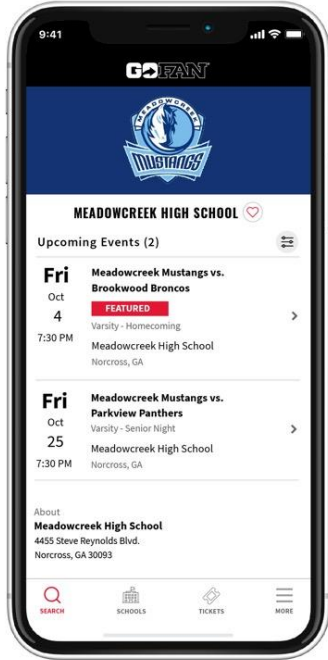 9:41
GOFAN
MEADOWCREEK
MUSTANGS
MEADOWCREEK HIGH SCHOOL
Upcoming Events (2)
Fri
Oct
4
7:30 PM
Meadowcreek Mustangs vs.
Brookwood Broncos
FEATURED
Varsity - Homecoming
Meadowcreek High School
Norcross, GA
Fri
Oct
25
7:30 PM
Meadowcreek Mustangs vs.
Parkview Panthers
Varsity - Senior Night
Meadowcreek High School
Norcross, GA
About
Meadowcreek High School
4455 Steve Reynolds Blvd.
Norcross, GA 30093
SEARCH
SCHOOLS
TICKETS
MORE